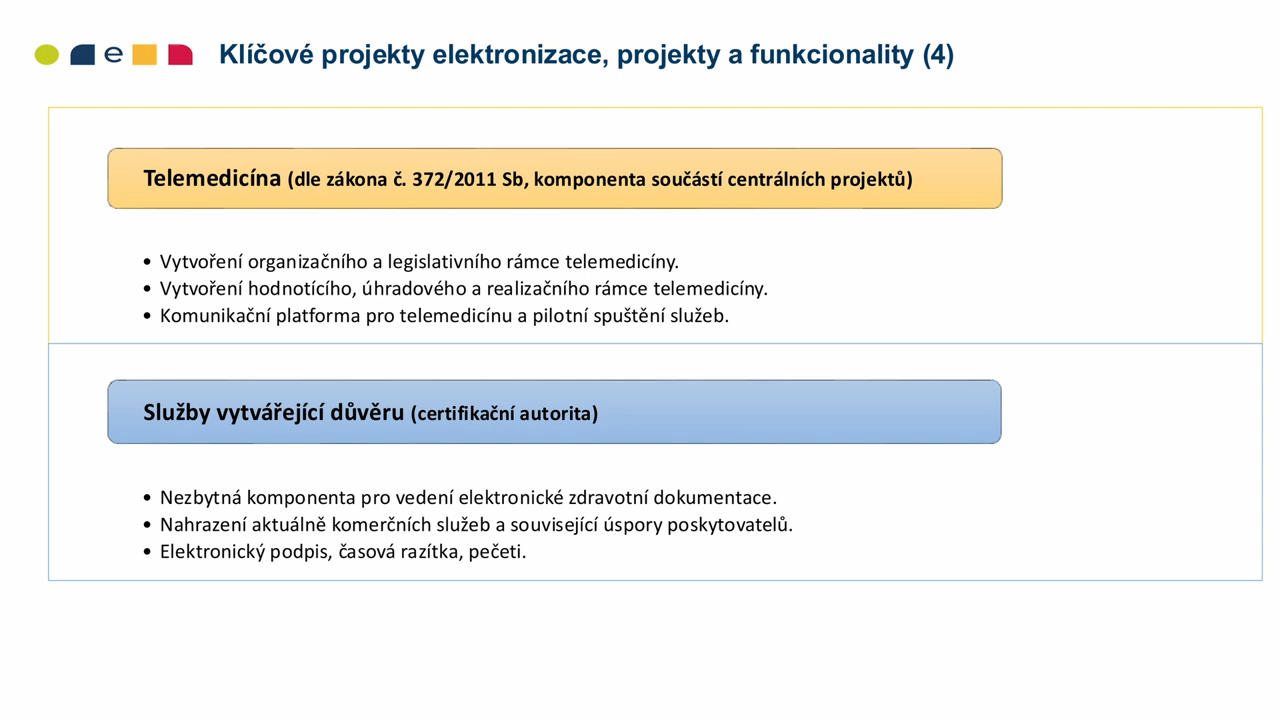 e
Klíčové projekty elektronizace, projekty a funkcionality (4)
Telemedicína (dle zákona č. 372/2011 Sb, komponenta součástí centrálních projektů)
• Vytvoření organizačního a legislativního rámce telemedicíny.
• Vytvoření hodnotícího, úhradového a realizačního rámce telemedicíny.
• Komunikační platforma pro telemedicínu a pilotní spuštění služeb.
Služby vytvářející důvěru (certifikační autorita)
• Nezbytná komponenta pro vedení elektronické zdravotní dokumentace.
• Nahrazení aktuálně komerčních služeb a související úspory poskytovatelů.
• Elektronický podpis, časová razítka, pečeti.